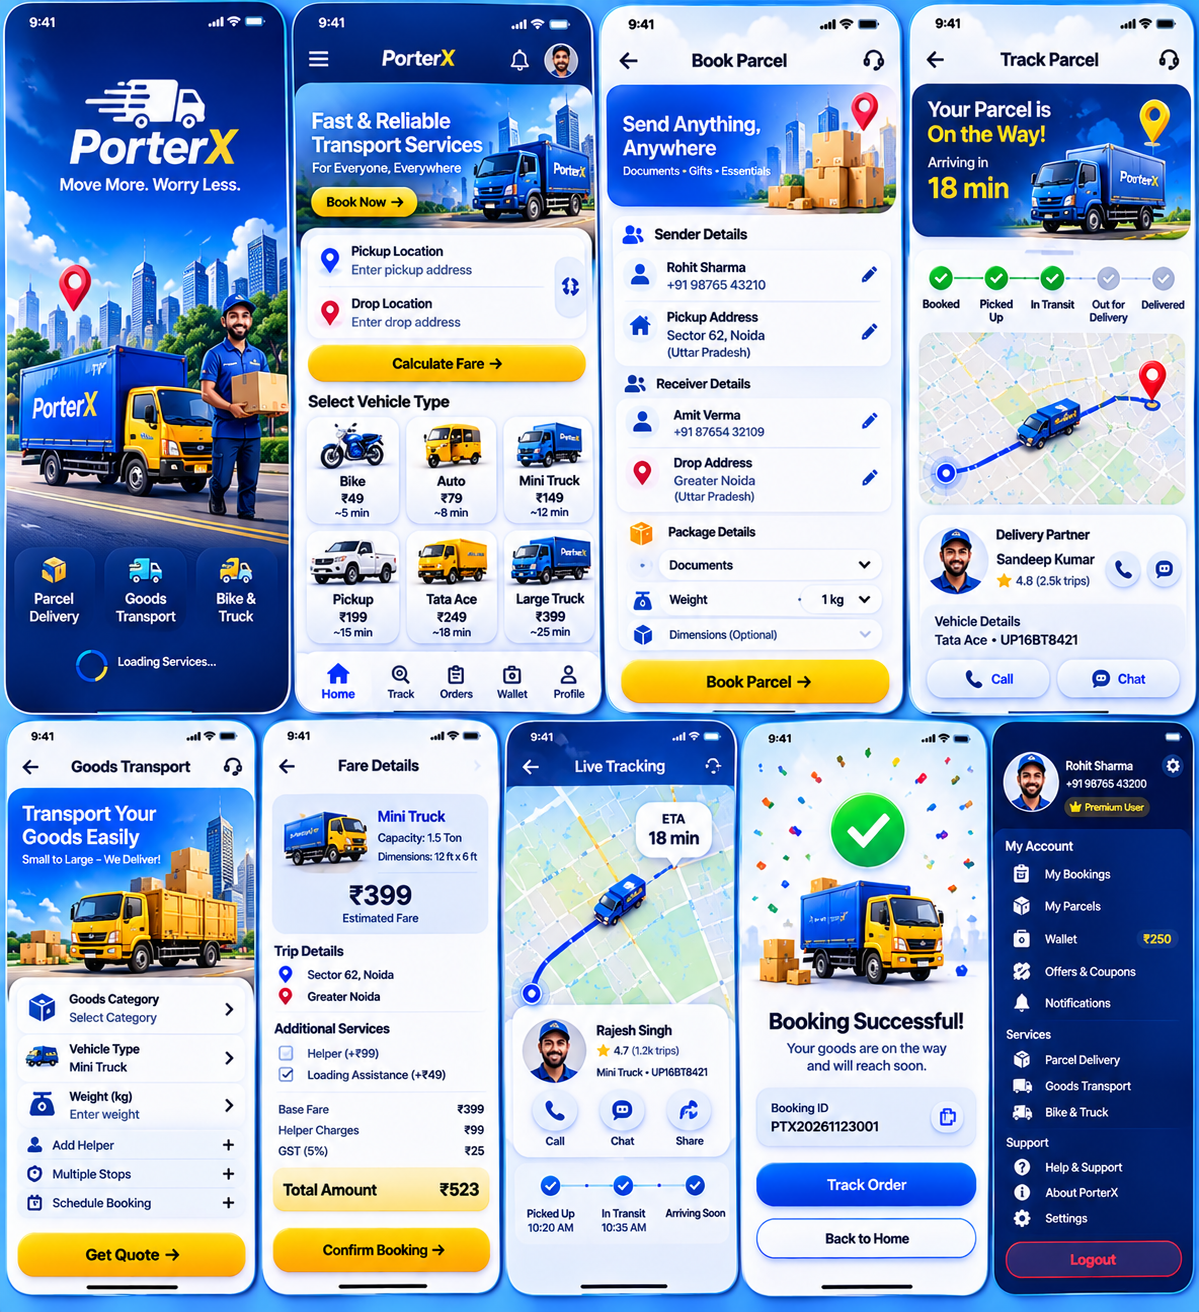 9:41
PorterX
Move More. Worry Less.
PorterX
Parcel
Delivery
Goods
Transport
Bike &
Truck
Loading Services...
9:41
PorterX
Fast & Reliable
Transport Services
For Everyone, Everywhere
Book Now →
PorterX
Pickup Location
Enter pickup address
Drop Location
Enter drop address
Calculate Fare →
Select Vehicle Type
Bike
₹49
~5 min
Auto
₹79
~8 min
Mini Truck
₹149
~12 min
Pickup
₹199
~15 min
Tata Ace
₹249
~18 min
Large Truck
₹399
~25 min
Home
Track
Orders
Wallet
Profile
9:41
Book Parcel
Send Anything,
Anywhere
Documents • Gifts • Essentials
Sender Details
Rohit Sharma
+91 98765 43210
Pickup Address
Sector 62, Noida
(Uttar Pradesh)
Receiver Details
Amit Verma
+91 87654 32109
Drop Address
Greater Noida
(Uttar Pradesh)
Package Details
Documents
Weight
1 kg
Dimensions (Optional)
Book Parcel →
9:41
Track Parcel
Your Parcel is
On the Way!
Arriving in
18 min
PorterX
Booked
Picked
Up
In Transit
Out for
Delivery
Delivered
Delivery Partner
Sandeep Kumar
4.8 (2.5k trips)
Vehicle Details
Tata Ace • UP16BT8421
Call
Chat
9:41
Goods Transport
Transport Your
Goods Easily
Small to Large – We Deliver!
Goods Category
Select Category
Vehicle Type
Mini Truck
Weight (kg)
Enter weight
Add Helper
Multiple Stops
Schedule Booking
Get Quote →
9:41
Fare Details
Mini Truck
Capacity: 1.5 Ton
Dimensions: 12 ft x 6 ft
₹399
Estimated Fare
Trip Details
Sector 62, Noida
Greater Noida
Additional Services
Helper (+₹99)
Loading Assistance (+₹49)
Base Fare ₹399
Helper Charges ₹99
GST (5%) ₹25
Total Amount ₹523
Confirm Booking →
9:41
Live Tracking
ETA
18 min
Rajesh Singh
4.7 (1.2k trips)
Mini Truck • UP16BT8421
Call
Chat
Share
Picked Up
10:20 AM
In Transit
10:35 AM
Arriving Soon
9:41
Booking Successful!
Your goods are on the way
and will reach soon.
Booking ID
PTX20261123001
Track Order
Back to Home
Rohit Sharma
+91 98765 43200
Premium User
My Account
My Bookings
My Parcels
Wallet ₹250
Offers & Coupons
Notifications
Services
Parcel Delivery
Goods Transport
Bike & Truck
Support
Help & Support
About PorterX
Settings
Logout